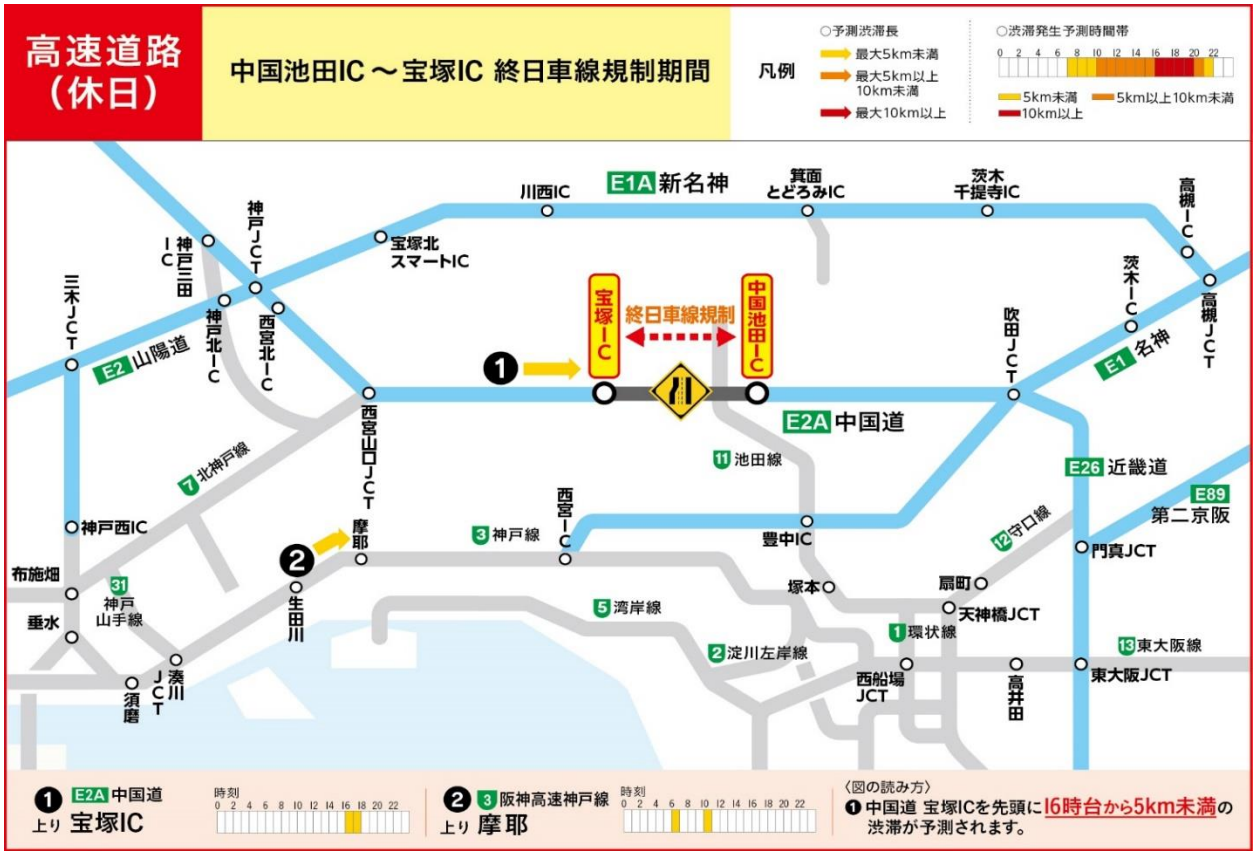 高速道路
(休日)
中国池田IC～宝塚IC 終日車線規制期間
凡例
○予測渋滞長
最大5km未満
最大5km以上
10km未満
最大10km以上
○渋滞発生予測時間帯
0 2 4 6 8 10 12 14 16 18 20 22
5km未満
5km以上10km未満
10km以上
E1A 新名神
川西IC
箕面
とどろみIC
茨木
千提寺IC
高槻IC
高槻JCT
茨木IC
E1 名神
神戸JCT
神戸三田
IC
宝塚北
スマートIC
三木JCT
E2 山陽道
神戸北IC
西宮北IC
宝塚IC
終日車線規制
中国池田IC
吹田JCT
1
E2A 中国道
西宮山口JCT
7 北神戸線
11 池田線
E26 近畿道
E89
第二京阪
神戸西IC
摩耶
2
3 神戸線
西宮IC
豊中IC
12 守口線
門真JCT
布施畑
31
神戸
山手線
生田川
5 湾岸線
塚本
扇町
天神橋JCT
垂水
1 環状線
2 淀川左岸線
13 東大阪線
湊川
JCT
須磨
西船場
JCT
高井田
東大阪JCT
1 E2A 中国道
上り 宝塚IC
時刻
0 2 4 6 8 10 12 14 16 18 20 22
2 3 阪神高速神戸線
上り 摩耶
時刻
0 2 4 6 8 10 12 14 16 18 20 22
〈図の読み方〉
1 中国道 宝塚ICを先頭に16時台から5km未満の
渋滞が予測されます。